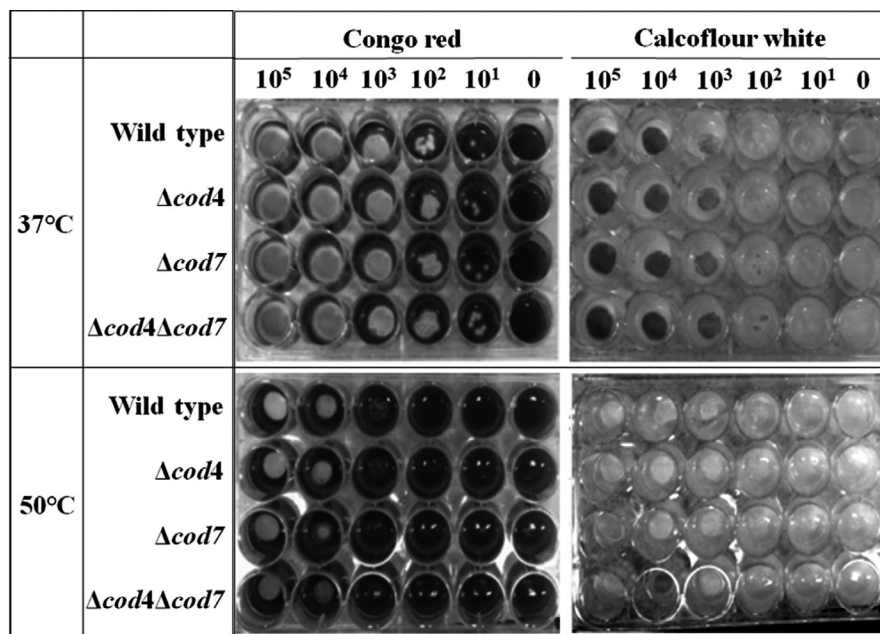 Congo red Calcoflour white
10⁵ 10⁴ 10³ 10² 10¹ 0 10⁵ 10⁴ 10³ 10² 10¹ 0
37°C
Wild type
Δcod4
Δcod7
Δcod4Δcod7
50°C
Wild type
Δcod4
Δcod7
Δcod4Δcod7